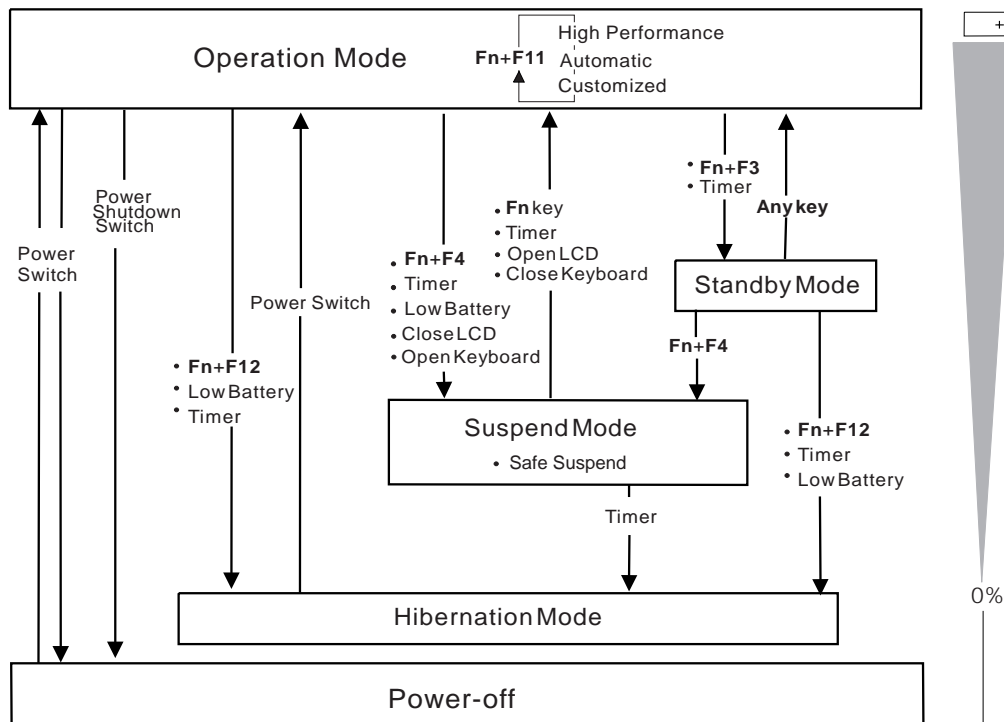 +
High Performance
Operation Mode
Fn+F11
Automatic
Customized
Power
Shutdown
Switch
Power
Switch
• Fn+F12
• Low Battery
• Timer
Power Switch
• Fn+F4
• Timer
• Low Battery
• Close LCD
• Open Keyboard
• Fn key
• Timer
• Open LCD
• Close Keyboard
• Fn+F3
• Timer
Any key
Standby Mode
Fn+F4
Suspend Mode
• Safe Suspend
• Fn+F12
• Timer
• Low Battery
Timer
0%
Hibernation Mode
Power-off